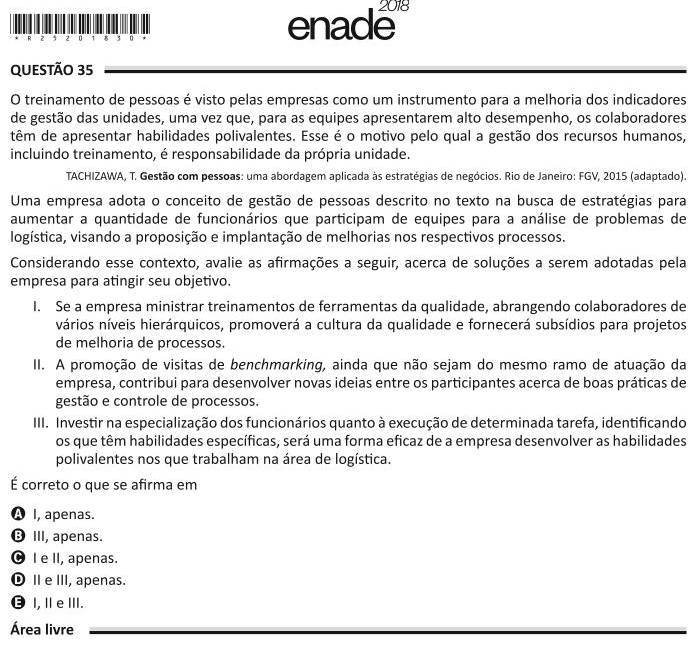 *R2520183 0*
enade 2018
QUESTÃO 35
O treinamento de pessoas é visto pelas empresas como um instrumento para a melhoria dos indicadores
de gestão das unidades, uma vez que, para as equipes apresentarem alto desempenho, os colaboradores
têm de apresentar habilidades polivalentes. Esse é o motivo pelo qual a gestão dos recursos humanos,
incluindo treinamento, é responsabilidade da própria unidade.
TACHIZAWA, T. Gestão com pessoas: uma abordagem aplicada às estratégias de negócios. Rio de Janeiro: FGV, 2015 (adaptado).
Uma empresa adota o conceito de gestão de pessoas descrito no texto na busca de estratégias para
aumentar a quantidade de funcionários que participam de equipes para a análise de problemas de
logística, visando a proposição e implantação de melhorias nos respectivos processos.
Considerando esse contexto, avalie as afirmações a seguir, acerca de soluções a serem adotadas pela
empresa para atingir seu objetivo.
I. Se a empresa ministrar treinamentos de ferramentas da qualidade, abrangendo colaboradores de
vários níveis hierárquicos, promoverá a cultura da qualidade e fornecerá subsídios para projetos
de melhoria de processos.
II. A promoção de visitas de benchmarking, ainda que não sejam do mesmo ramo de atuação da
empresa, contribui para desenvolver novas ideias entre os participantes acerca de boas práticas de
gestão e controle de processos.
III. Investir na especialização dos funcionários quanto à execução de determinada tarefa, identificando
os que têm habilidades específicas, será uma forma eficaz de a empresa desenvolver as habilidades
polivalentes nos que trabalham na área de logística.
É correto o que se afirma em
A I, apenas.
B III, apenas.
C I e II, apenas.
D II e III, apenas.
E I, II e III.
Área livre